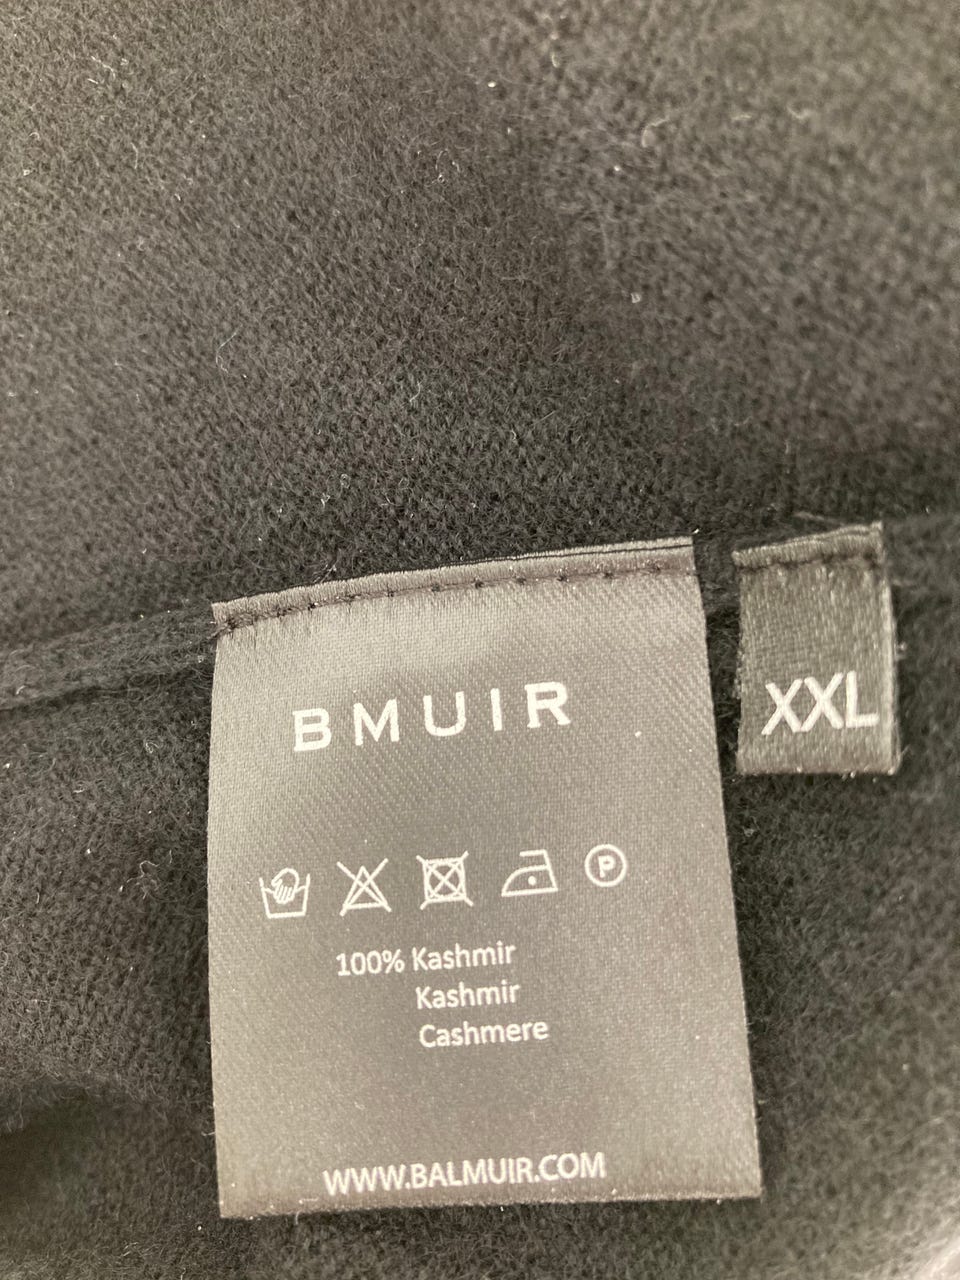 BMUIR
XXL
P
100% Kashmir
Kashmir
Cashmere
WWW.BALMUIR.COM